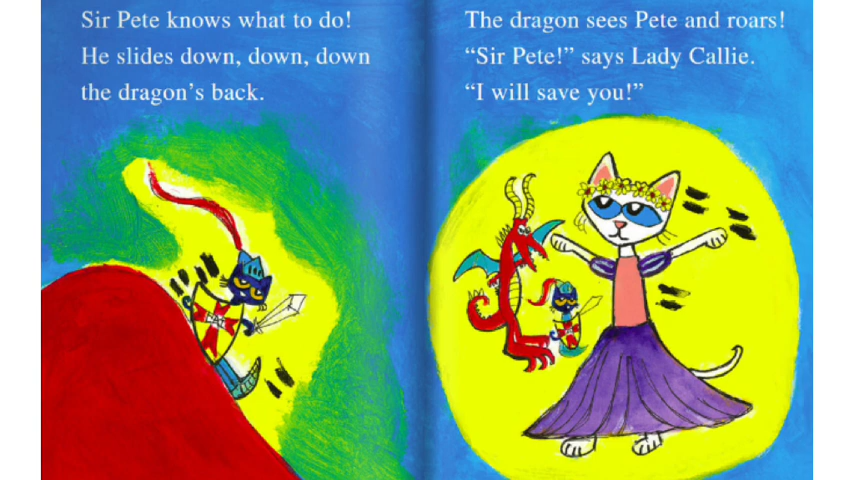 Sir Pete knows what to do!
He slides down, down, down
the dragon's back.
The dragon sees Pete and roars!
“Sir Pete!” says Lady Callie.
“I will save you!”